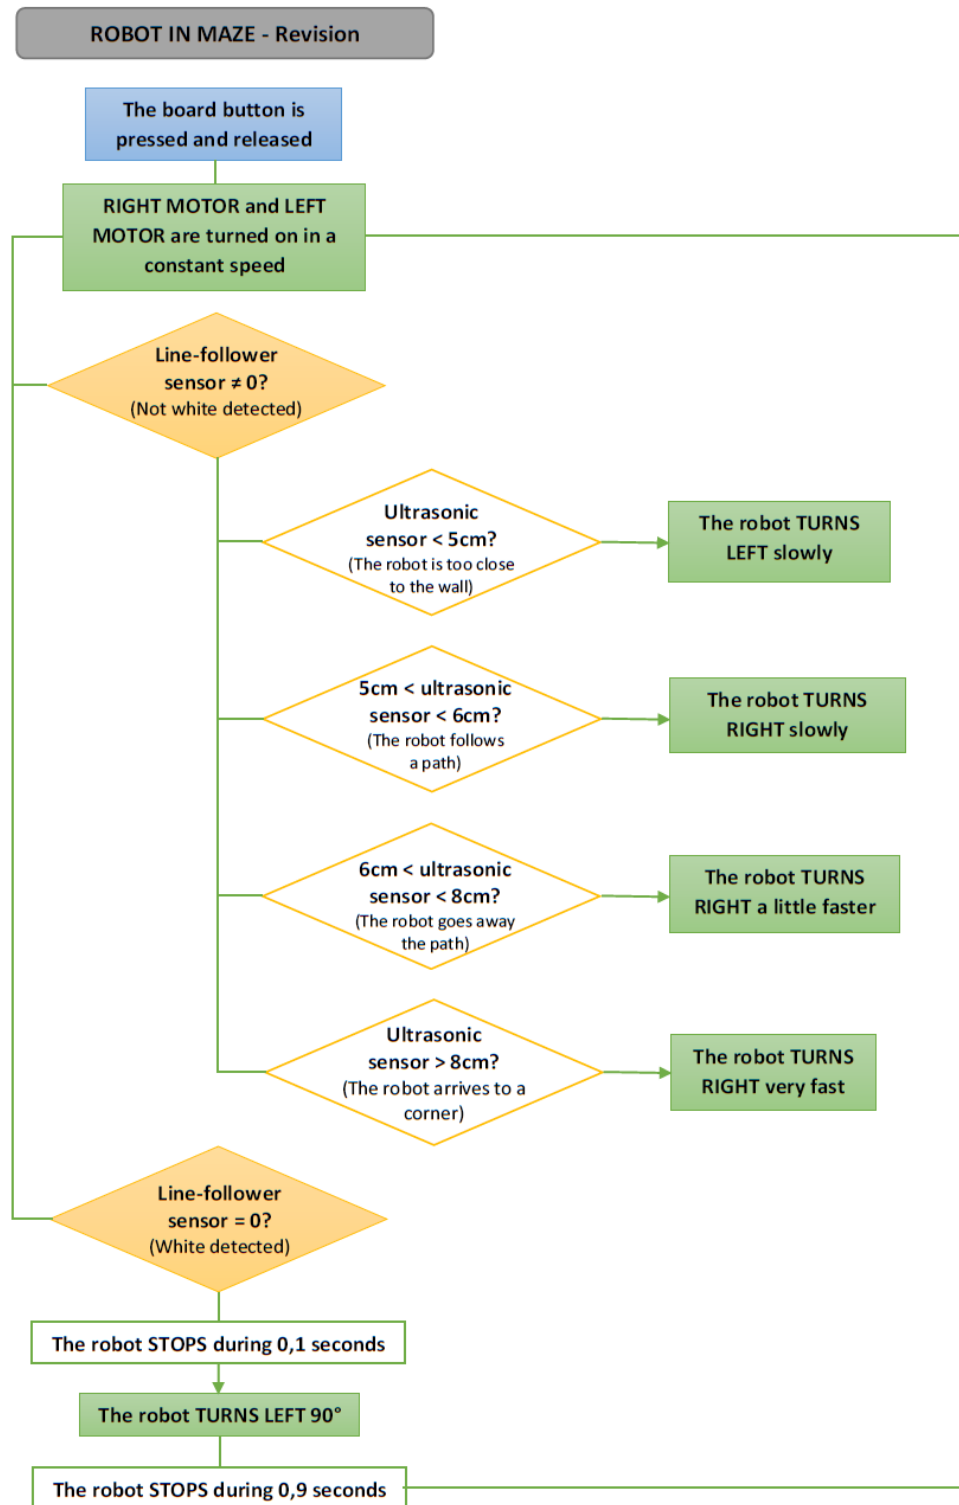 ROBOT IN MAZE - Revision
The board button is
pressed and released
RIGHT MOTOR and LEFT
MOTOR are turned on in a
constant speed
Line-follower
sensor ≠ 0?
(Not white detected)
Ultrasonic
sensor < 5cm?
(The robot is too close
to the wall)
The robot TURNS
LEFT slowly
5cm < ultrasonic
sensor < 6cm?
(The robot follows
a path)
The robot TURNS
RIGHT slowly
6cm < ultrasonic
sensor < 8cm?
(The robot goes away
the path)
The robot TURNS
RIGHT a little faster
Ultrasonic
sensor > 8cm?
(The robot arrives to a
corner)
The robot TURNS
RIGHT very fast
Line-follower
sensor = 0?
(White detected)
The robot STOPS during 0,1 seconds
The robot TURNS LEFT 90°
The robot STOPS during 0,9 seconds